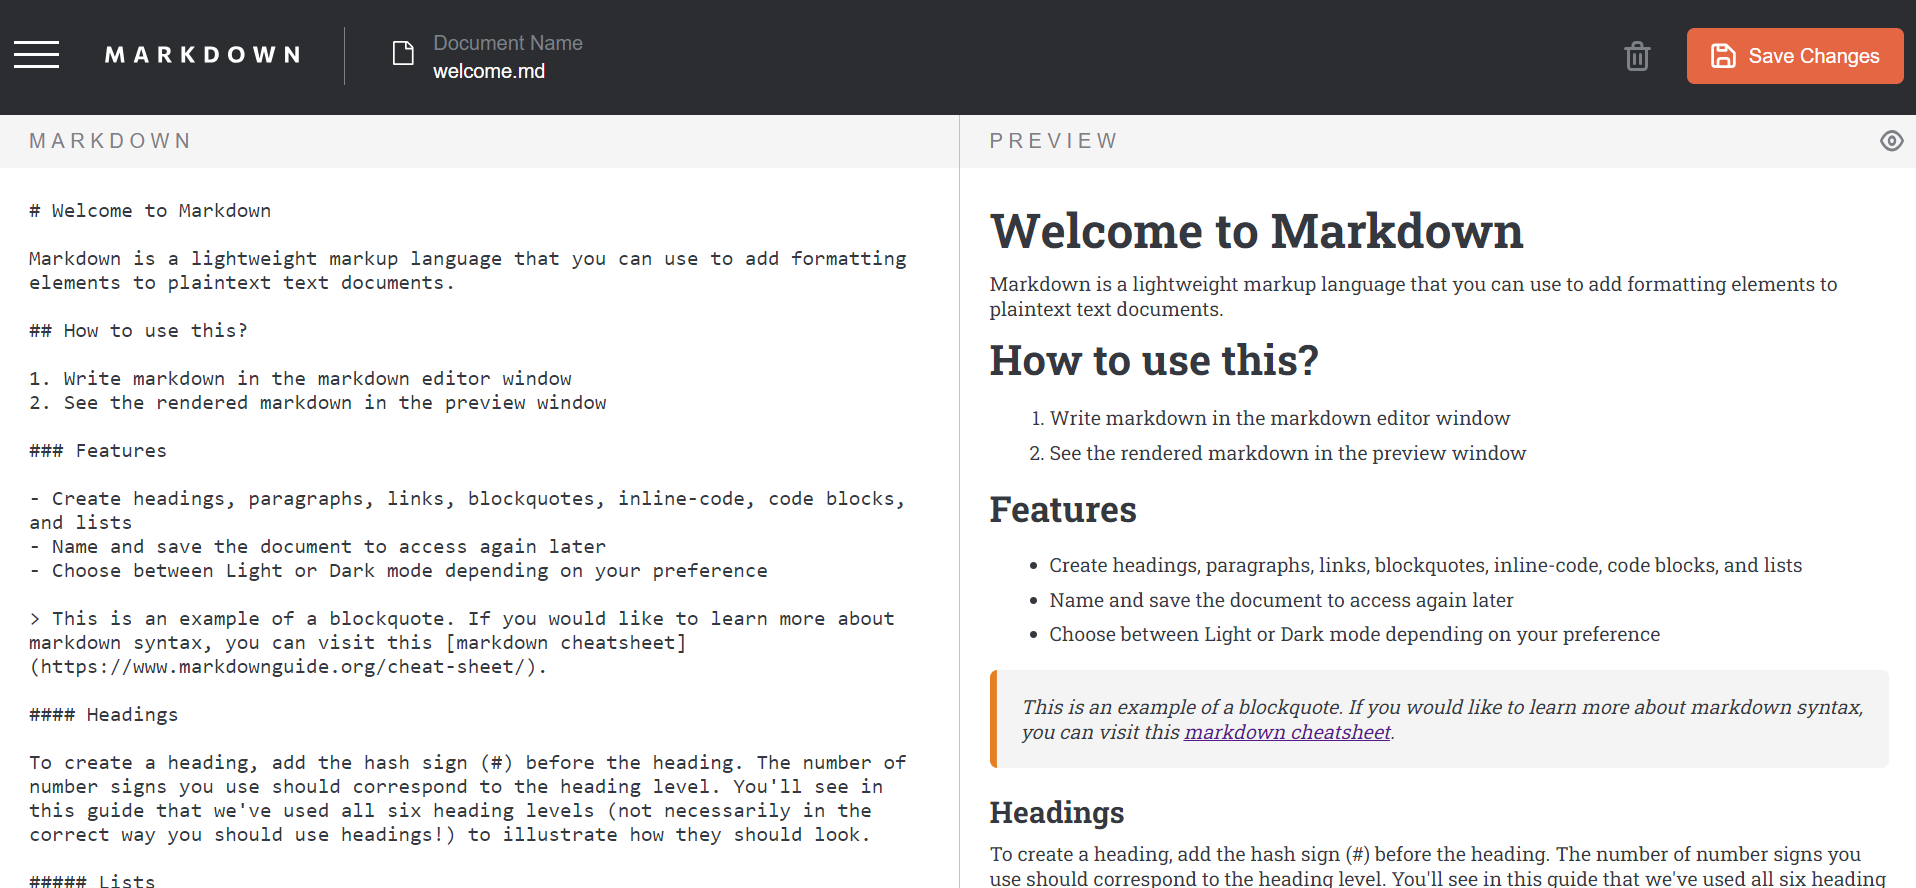 MARKDOWN
Document Name
welcome.md
Save Changes
MARKDOWN
# Welcome to Markdown
Markdown is a lightweight markup language that you can use to add formatting
elements to plaintext text documents.
## How to use this?
1. Write markdown in the markdown editor window
2. See the rendered markdown in the preview window
### Features
- Create headings, paragraphs, links, blockquotes, inline-code, code blocks,
and lists
- Name and save the document to access again later
- Choose between Light or Dark mode depending on your preference
> This is an example of a blockquote. If you would like to learn more about
markdown syntax, you can visit this [markdown cheatsheet]
(https://www.markdownguide.org/cheat-sheet/).
#### Headings
To create a heading, add the hash sign (#) before the heading. The number of
number signs you use should correspond to the heading level. You'll see in
this guide that we've used all six heading levels (not necessarily in the
correct way you should use headings!) to illustrate how they should look.
##### Lists
PREVIEW
Welcome to Markdown
Markdown is a lightweight markup language that you can use to add formatting elements to
plaintext text documents.
How to use this?
1. Write markdown in the markdown editor window
2. See the rendered markdown in the preview window
Features
• Create headings, paragraphs, links, blockquotes, inline-code, code blocks, and lists
• Name and save the document to access again later
• Choose between Light or Dark mode depending on your preference
This is an example of a blockquote. If you would like to learn more about markdown syntax,
you can visit this markdown cheatsheet.
Headings
To create a heading, add the hash sign (#) before the heading. The number of number signs you
use should correspond to the heading level. You'll see in this guide that we've used all six heading